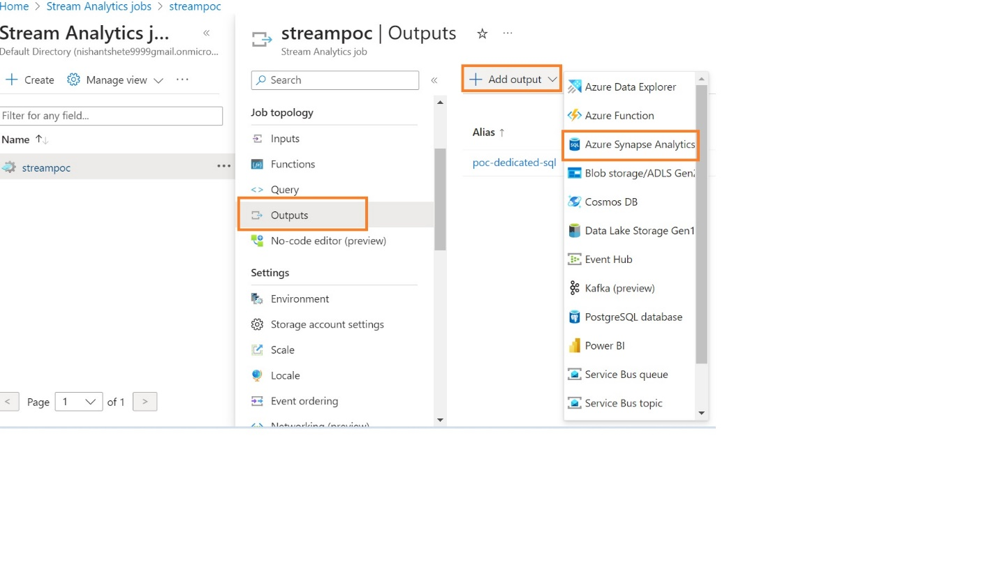 Home > Stream Analytics jobs > streampoc
Stream Analytics j... «
Default Directory (nishantshete9999gmail.onmicro...
+ Create Manage view ...
Filter for any field...
Name ↑↓
streampoc ...
< Page 1 of 1 >
streampoc | Outputs ☆ ...
Stream Analytics job
Search «
Job topology
Inputs
Functions
Query
Outputs
No-code editor (preview)
Settings
Environment
Storage account settings
Scale
Locale
Event ordering
Networking (preview)
+ Add output
Alias ↑
poc-dedicated-sql
Azure Data Explorer
Azure Function
SQL Azure Synapse Analytics
Blob storage/ADLS Gen2
Cosmos DB
Data Lake Storage Gen1
Event Hub
Kafka (preview)
PostgreSQL database
Power BI
Service Bus queue
Service Bus topic